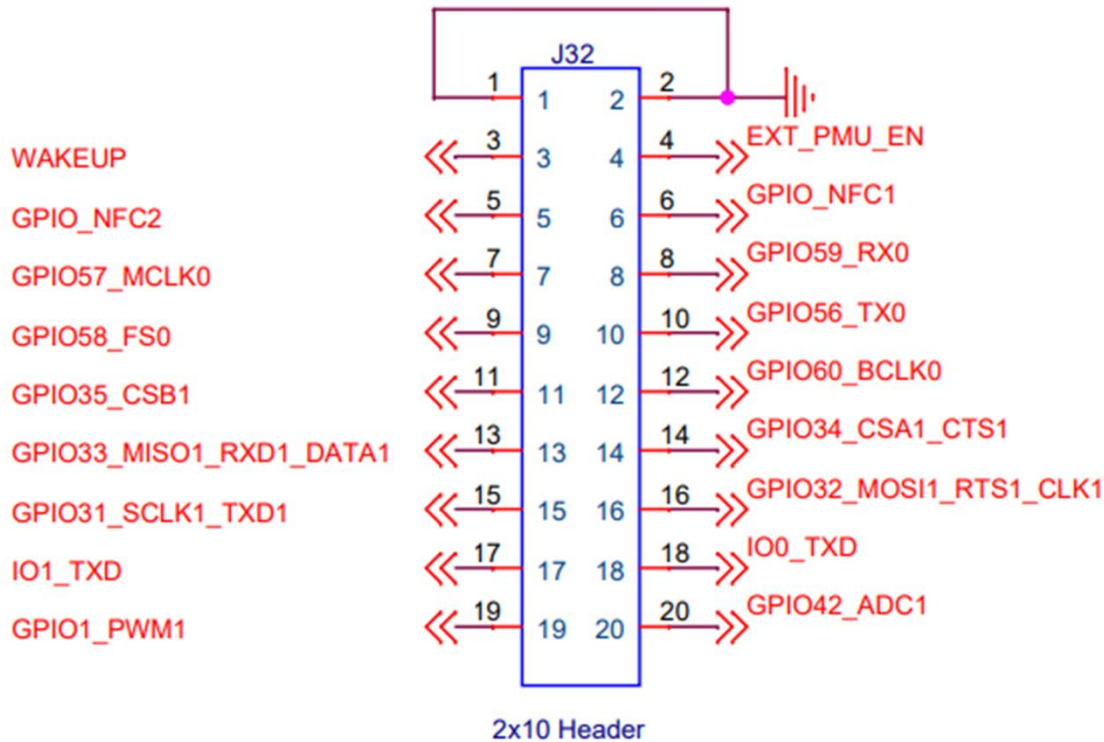 J32
1 1 2 2
WAKEUP 3 3 4 4 EXT_PMU_EN
GPIO_NFC2 5 5 6 6 GPIO_NFC1
GPIO57_MCLK0 7 7 8 8 GPIO59_RX0
GPIO58_FS0 9 9 10 10 GPIO56_TX0
GPIO35_CSB1 11 11 12 12 GPIO60_BCLK0
GPIO33_MISO1_RXD1_DATA1 13 13 14 14 GPIO34_CSA1_CTS1
GPIO31_SCLK1_TXD1 15 15 16 16 GPIO32_MOSI1_RTS1_CLK1
IO1_TXD 17 17 18 18 IO0_TXD
GPIO1_PWM1 19 19 20 20 GPIO42_ADC1
2x10 Header